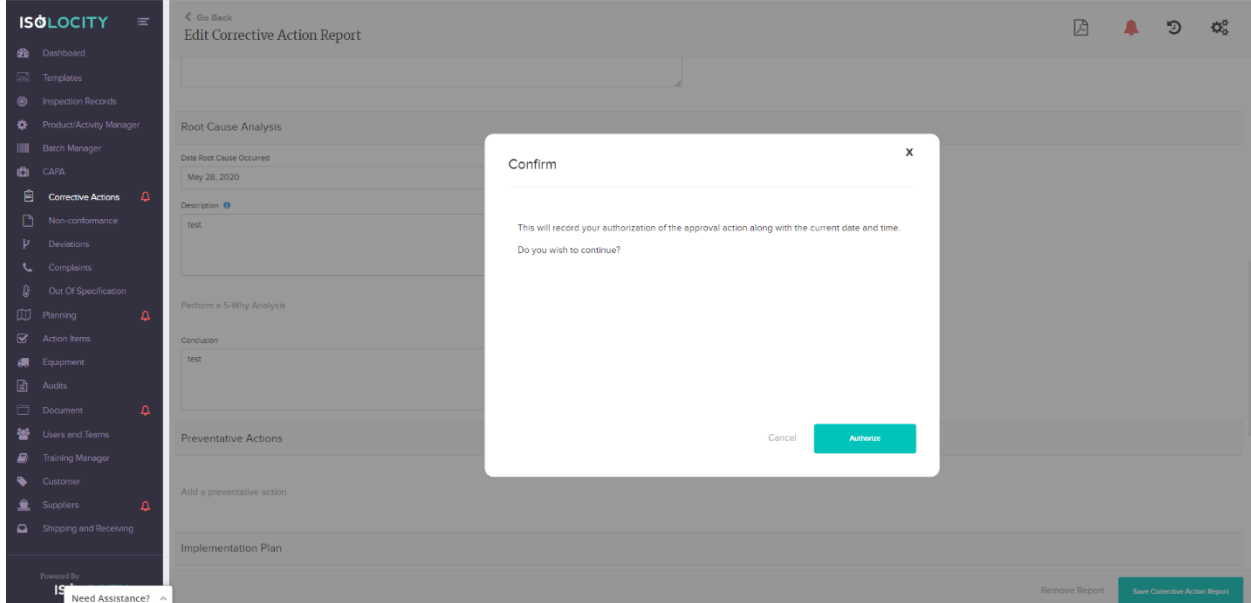 ISOLOCITY
Dashboard
Templates
Inspection Records
Product/Activity Manager
Batch Manager
CAPA
Corrective Actions
Non-conformance
Deviations
Complaints
Out Of Specification
Planning
Action Items
Equipment
Audits
Document
Users and Teams
Training Manager
Customer
Suppliers
Shipping and Receiving
Powered By
Need Assistance?
Go Back
Edit Corrective Action Report
Root Cause Analysis
Date Root Cause Occurred
May 28, 2020
Description
test
Perform a 5-Why Analysis
Conclusion
test
Preventative Actions
Add a preventative action
Implementation Plan
Confirm
X
This will record your authorization of the approval action along with the current date and time.
Do you wish to continue?
Cancel
Authorize
Remove Report
Save Corrective Action Report